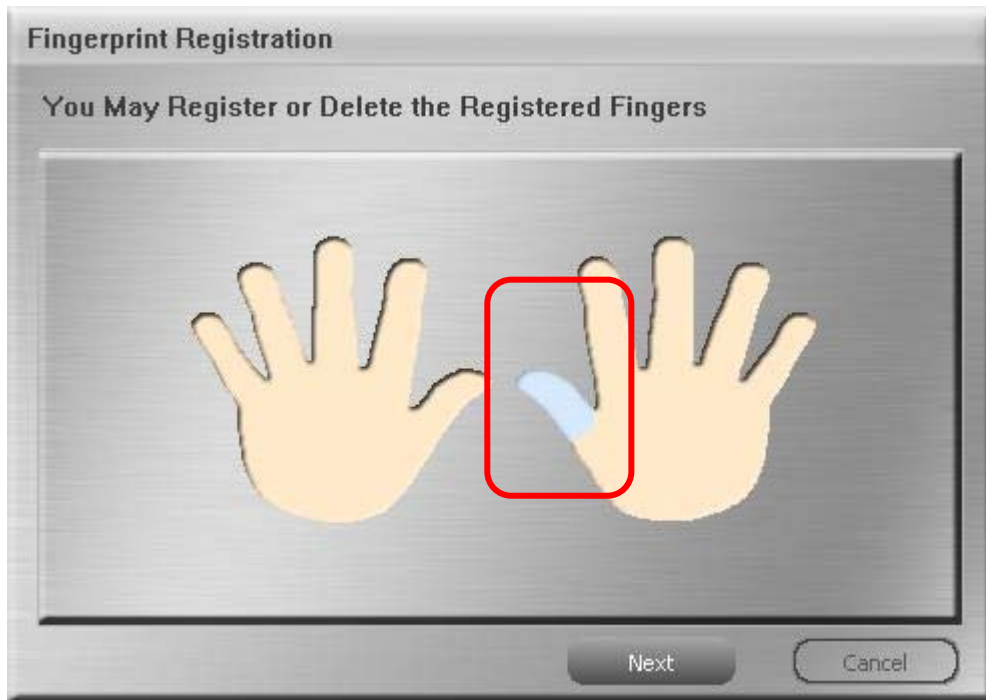 Fingerprint Registration
You May Register or Delete the Registered Fingers
Next
Cancel